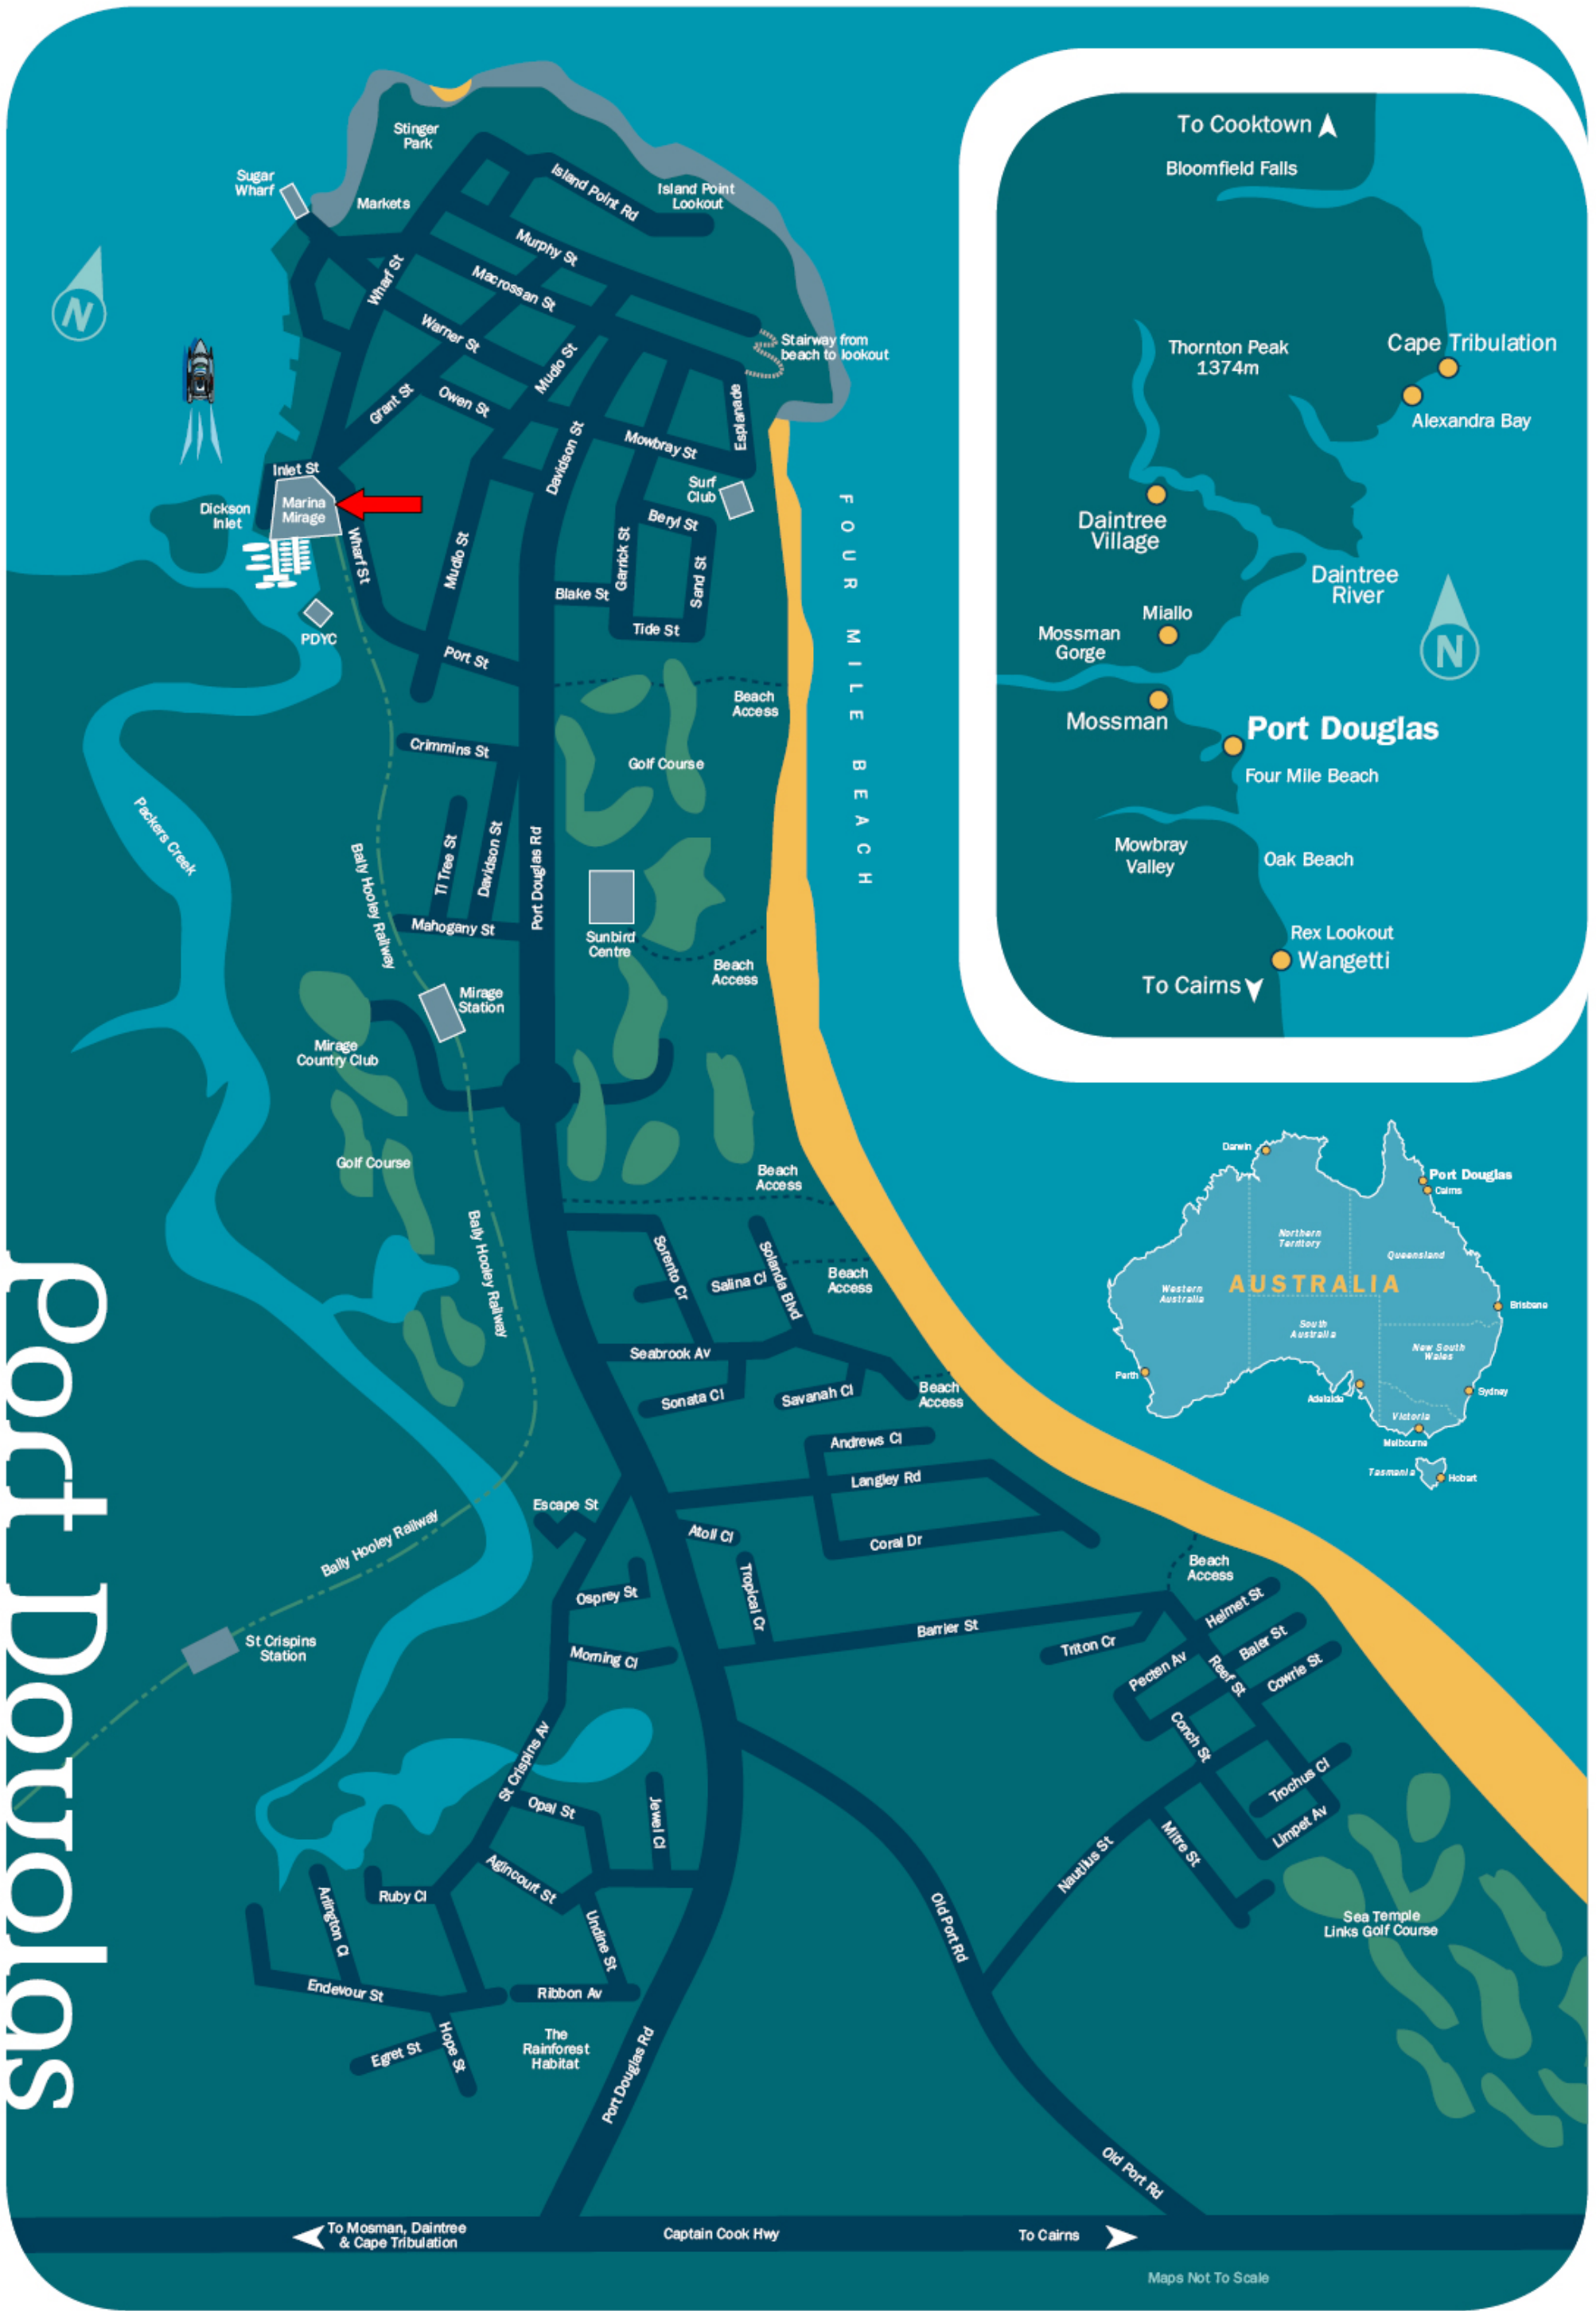 Port Douglas
Stinger
Park
Sugar
Wharf
Markets
Island Point Rd
Island Point
Lookout
Murphy St
Macrossan St
Wharf St
Warner St
Mudlo St
Stairway from
beach to lookout
Grant St
Owen St
Esplanade
Davidson St
Mowbray St
Inlet St
Marina
Mirage
Dickson
Inlet
Surf
Club
Beryl St
Wharf St
Mudlo St
Garrick St
Sand St
Blake St
Tide St
PDYC
Port St
FOUR MILE BEACH
Beach
Access
Crimmins St
Golf Course
Packers Creek
Bally Hooley Railway
Ti Tree St
Davidson St
Port Douglas Rd
Mahogany St
Sunbird
Centre
Beach
Access
Mirage
Station
Mirage
Country Club
Golf Course
Beach
Access
Bally Hooley Railway
Sorento Cr
Salina Cl
Solanda Blvd
Beach
Access
Seabrook Av
Sonata Cl
Savanah Cl
Beach
Access
Andrews Cl
Langley Rd
Escape St
Atoll Cl
Coral Dr
Bally Hooley Railway
Osprey St
Tropical Cr
Beach
Access
Helmet St
Barrier St
Triton Cr
Baler St
Pecten Av
Reef St
Cowrie St
St Crispins
Station
Morning Cl
Conch St
St Crispins Av
Opal St
Jewel Cl
Trochus Cl
Limpet Av
Mitre St
Nautilus St
Agincourt St
Ruby Cl
Arlington Cl
Undine St
Old Port Rd
Sea Temple
Links Golf Course
Endevour St
Ribbon Av
The
Rainforest
Habitat
Hope St
Egret St
Port Douglas Rd
Old Port Rd
To Mosman, Daintree
& Cape Tribulation
Captain Cook Hwy
To Cairns
Maps Not To Scale
N
To Cooktown
Bloomfield Falls
Thornton Peak
1374m
Cape Tribulation
Alexandra Bay
Daintree
Village
Daintree
River
Miallo
Mossman
Gorge
N
Mossman
Port Douglas
Four Mile Beach
Mowbray
Valley
Oak Beach
Rex Lookout
Wangetti
To Cairns
Darwin
Port Douglas
Cairns
Northern
Territory
Queensland
Western
Australia
AUSTRALIA
South
Australia
Brisbane
New South
Wales
Perth
Adelaide
Sydney
Victoria
Melbourne
Tasmania
Hobart